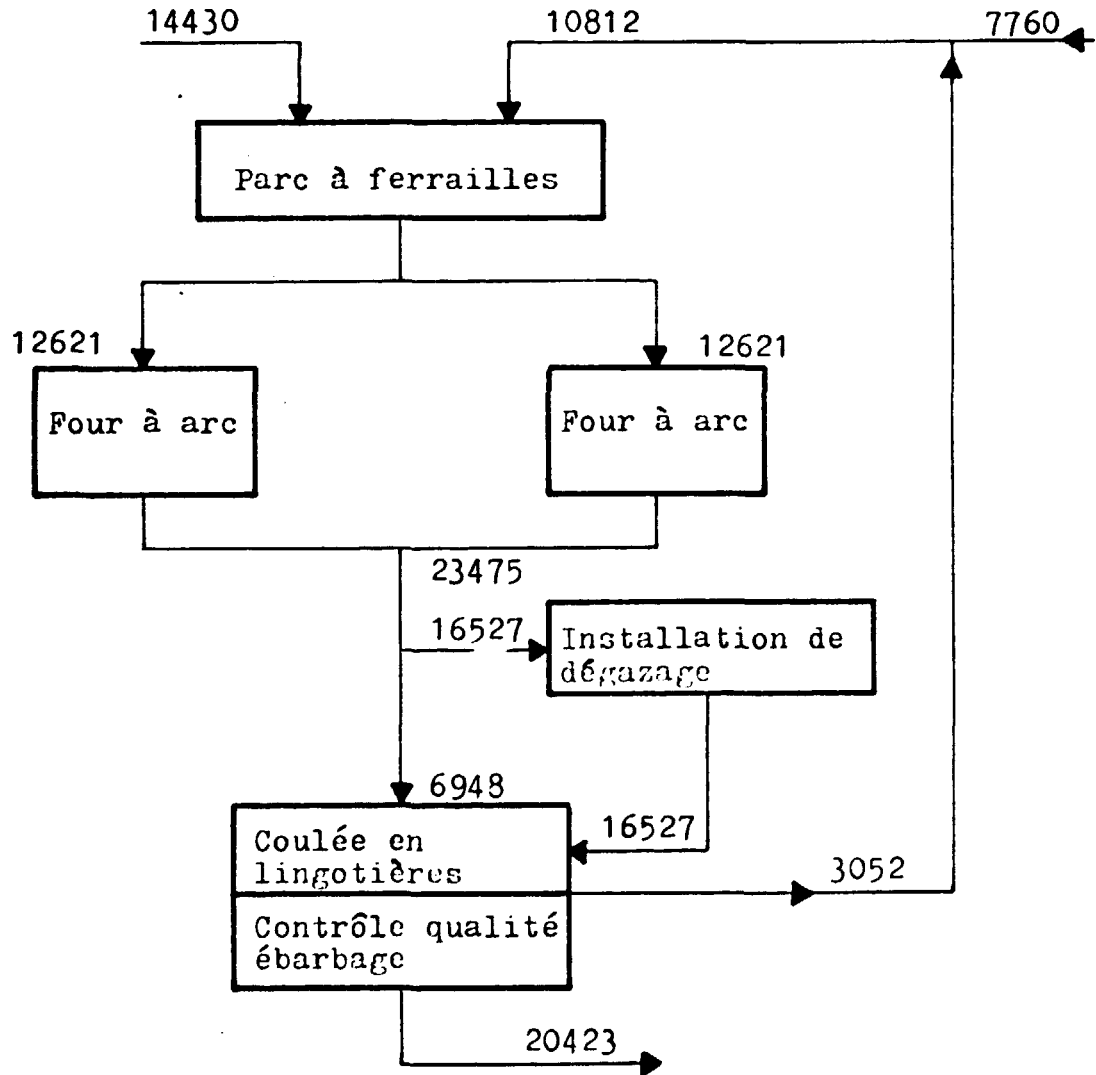 14430
10812
7760
Parc à ferrailles
12621
12621
Four à arc
Four à arc
23475
16527
Installation de
dégazage
6948
16527
Coulée en
lingotières
3052
Contrôle qualité
ébarbage
20423